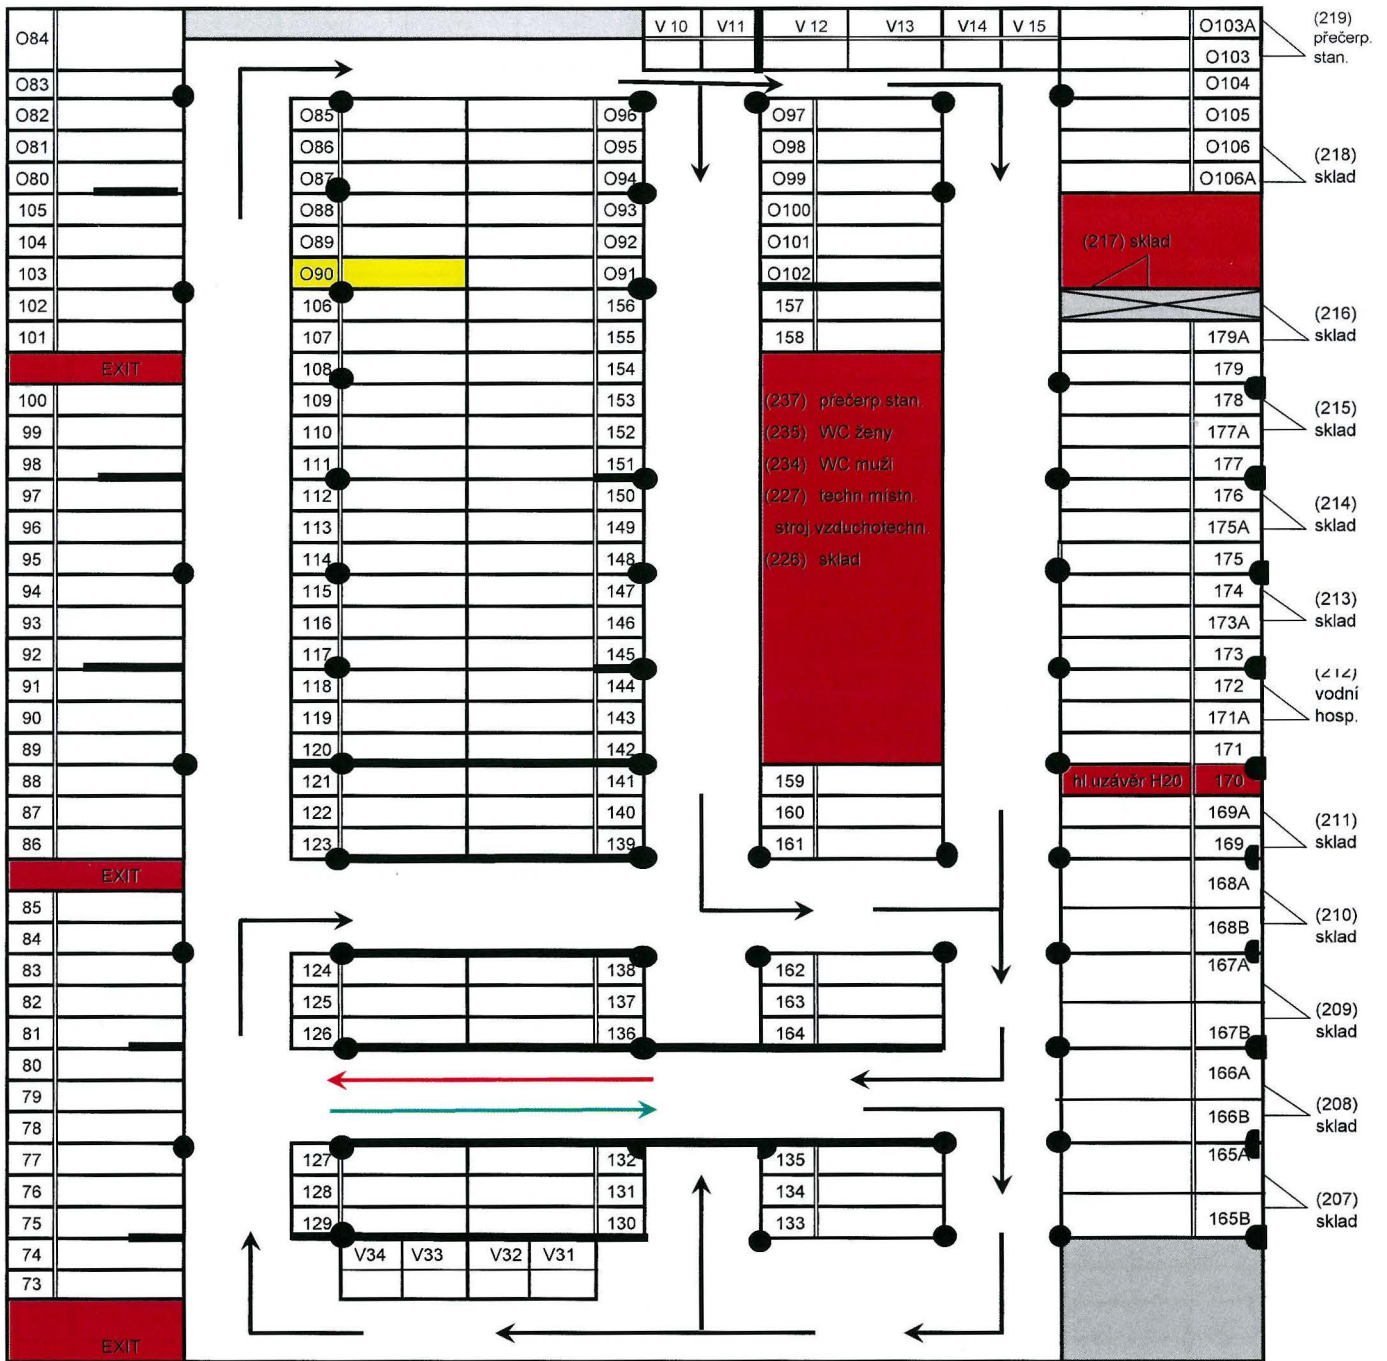 O84
O83
O82
O81
O80
105
104
103
102
101
EXIT
100
99
98
97
96
95
94
93
92
91
90
89
88
87
86
EXIT
85
84
83
82
81
80
79
78
77
76
75
74
73
EXIT
O85
O86
O87
O88
O89
O90
106
107
108
109
110
111
112
113
114
115
116
117
118
119
120
121
122
123
124
125
126
127
128
129
V34 V33 V32 V31
O96
O95
O94
O93
O92
O91
156
155
154
153
152
151
150
149
148
147
146
145
144
143
142
141
140
139
138
137
136
132
131
130
V 10 V11 V 12 V13 V14 V 15
O97
O98
O99
O100
O101
O102
157
158
(237) přečerp.stan.
(235) WC ženy
(234) WC muži
(227) techn.místn.
stroj.vzduchotechn.
(226) sklad
159
160
161
162
163
164
135
134
133
O103A
O103
O104
O105
O106
O106A
(217) sklad
179A
179
178
177A
177
176
175A
175
174
173A
173
172
171A
171
hl.uzávěr H20 170
169A
169
168A
168B
167A
167B
166A
166B
165A
165B
(219)
přečerp.
stan.
(218)
sklad
(216)
sklad
(215)
sklad
(214)
sklad
(213)
sklad
(212)
vodní
hosp.
(211)
sklad
(210)
sklad
(209)
sklad
(208)
sklad
(207)
sklad